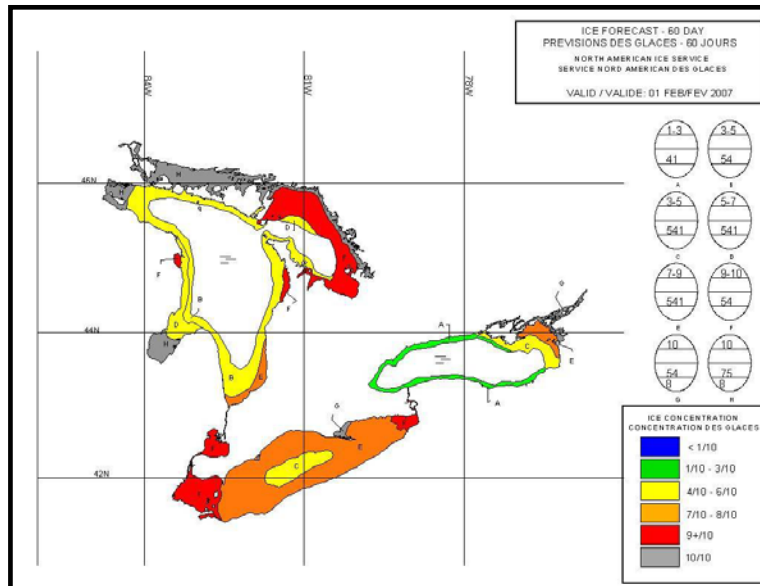 ICE FORECAST - 60 DAY
PREVISIONS DES GLACES - 60 JOURS
NORTH AMERICAN ICE SERVICE
SERVICE NORD AMERICAN DES GLACES
VALID / VALIDE: 01 FEB/FEV 2007
84W
81W
78W
45N
44N
42N
H
H
D
F
F
B
D
H
B
E
F
G
C
E
A
A
G
C
E
1-3
41
A
3-5
54
B
3-5
541
C
5-7
541
D
7-9
541
E
9-10
54
F
10
54
8
G
10
75
8
H
ICE CONCENTRATION
CONCENTRATION DES GLACES
< 1/10
1/10 - 3/10
4/10 - 6/10
7/10 - 8/10
9+/10
10/10